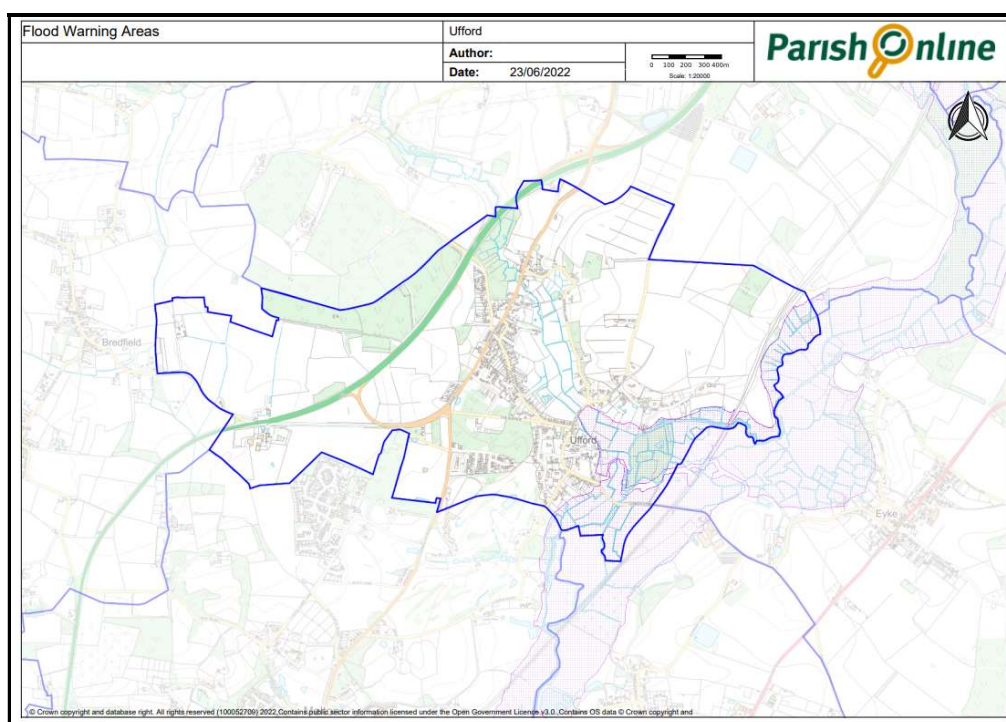 Flood Warning Areas
Ufford
Author:
Date: 23/06/2022
0 100 200 300 400m
Scale: 1:20000
Parish Online
Bredfield
Ufford
Eyke
© Crown copyright and database right. All rights reserved (100052709) 2022,Contains public sector information licensed under the Open Government Licence v3.0.,Contains OS data © Crown copyright and